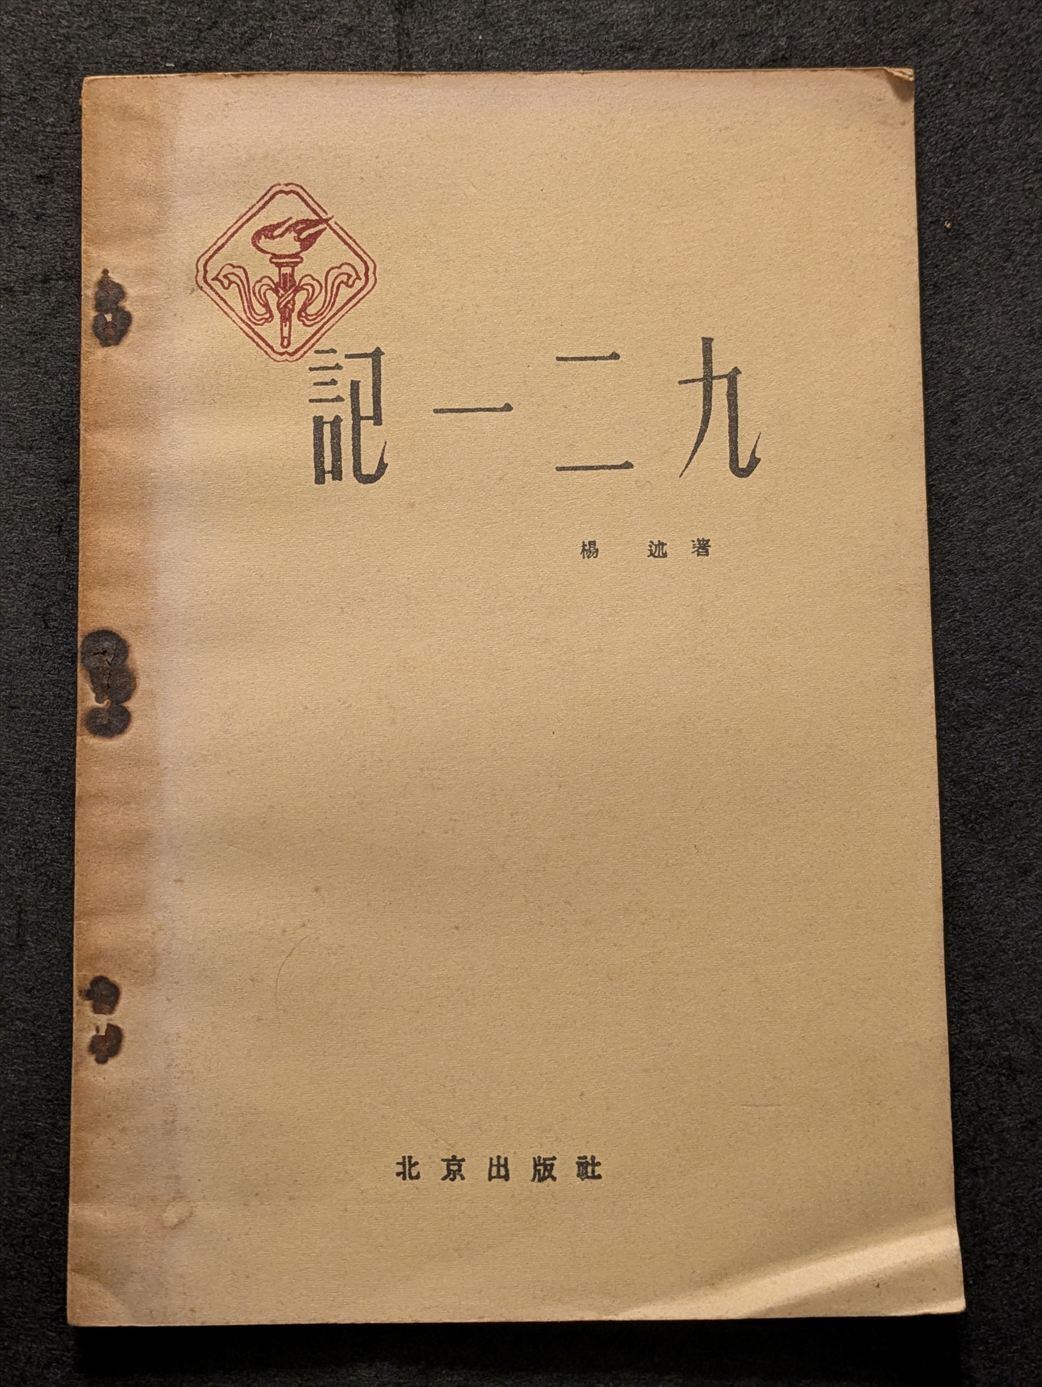 記一二九
楊 述 著
北京出版社